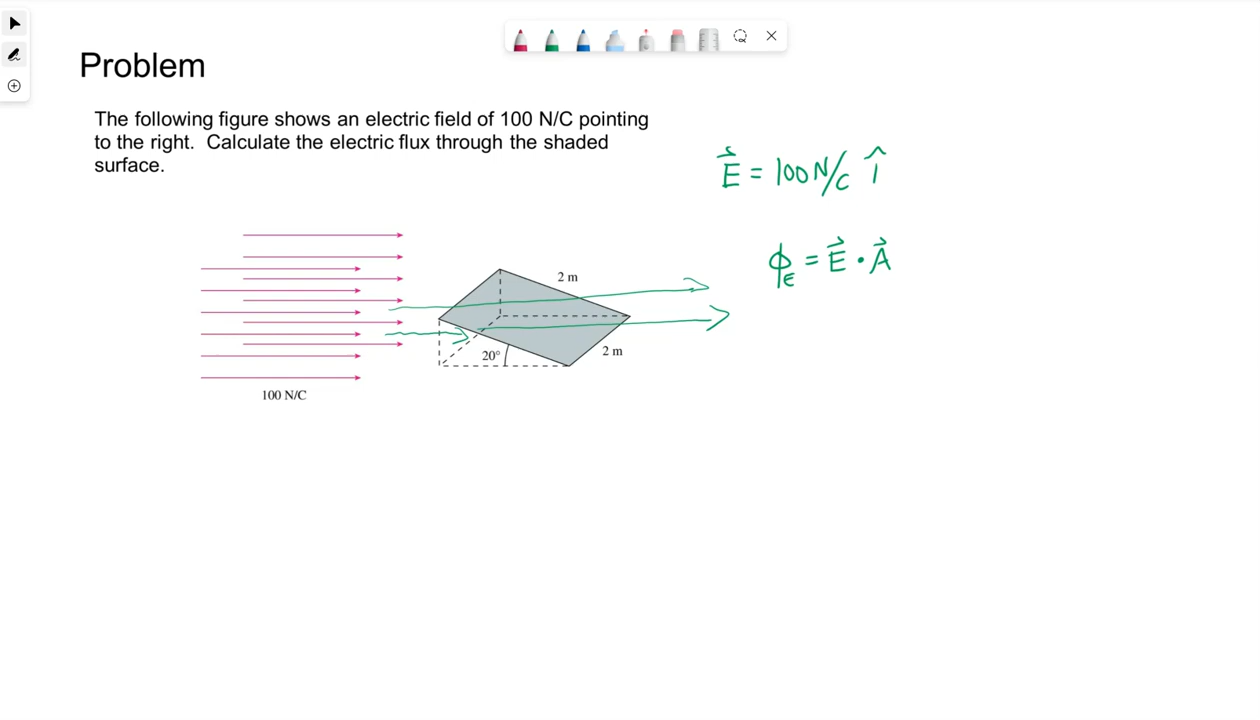 Problem
The following figure shows an electric field of 100 N/C pointing
to the right. Calculate the electric flux through the shaded
surface.
E⃗ = 100 N/C î
ϕ_E = E⃗ • A⃗
2 m
2 m
20°
100 N/C